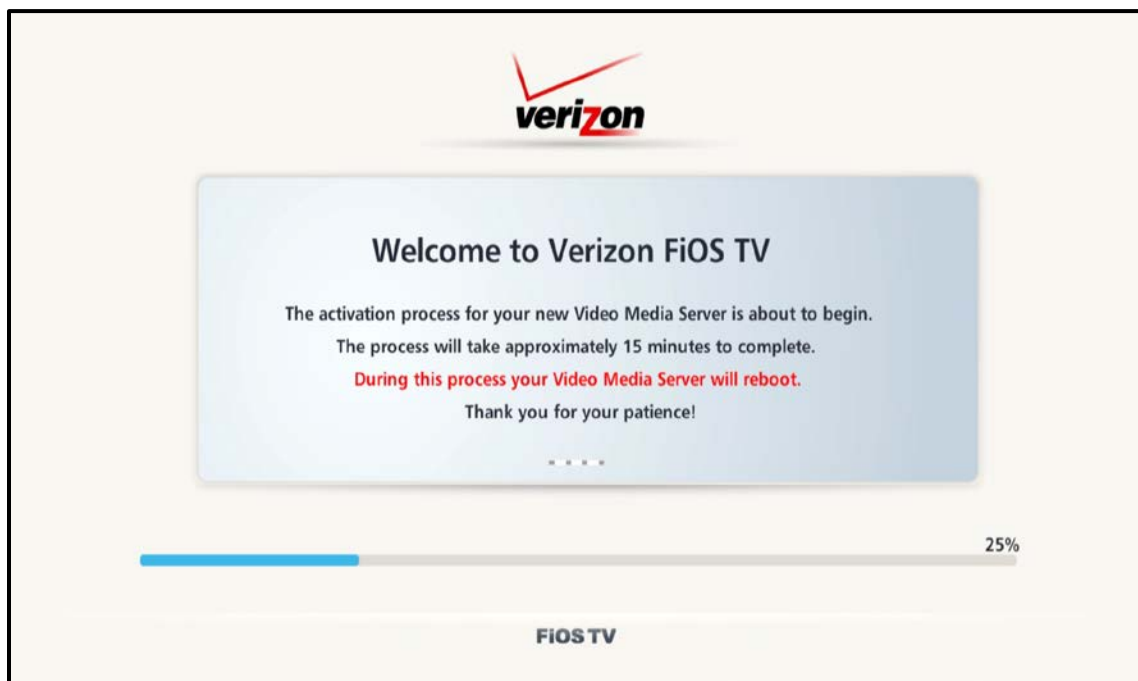 verizon
Welcome to Verizon FiOS TV
The activation process for your new Video Media Server is about to begin.
The process will take approximately 15 minutes to complete.
During this process your Video Media Server will reboot.
Thank you for your patience!
25%
FiOS TV